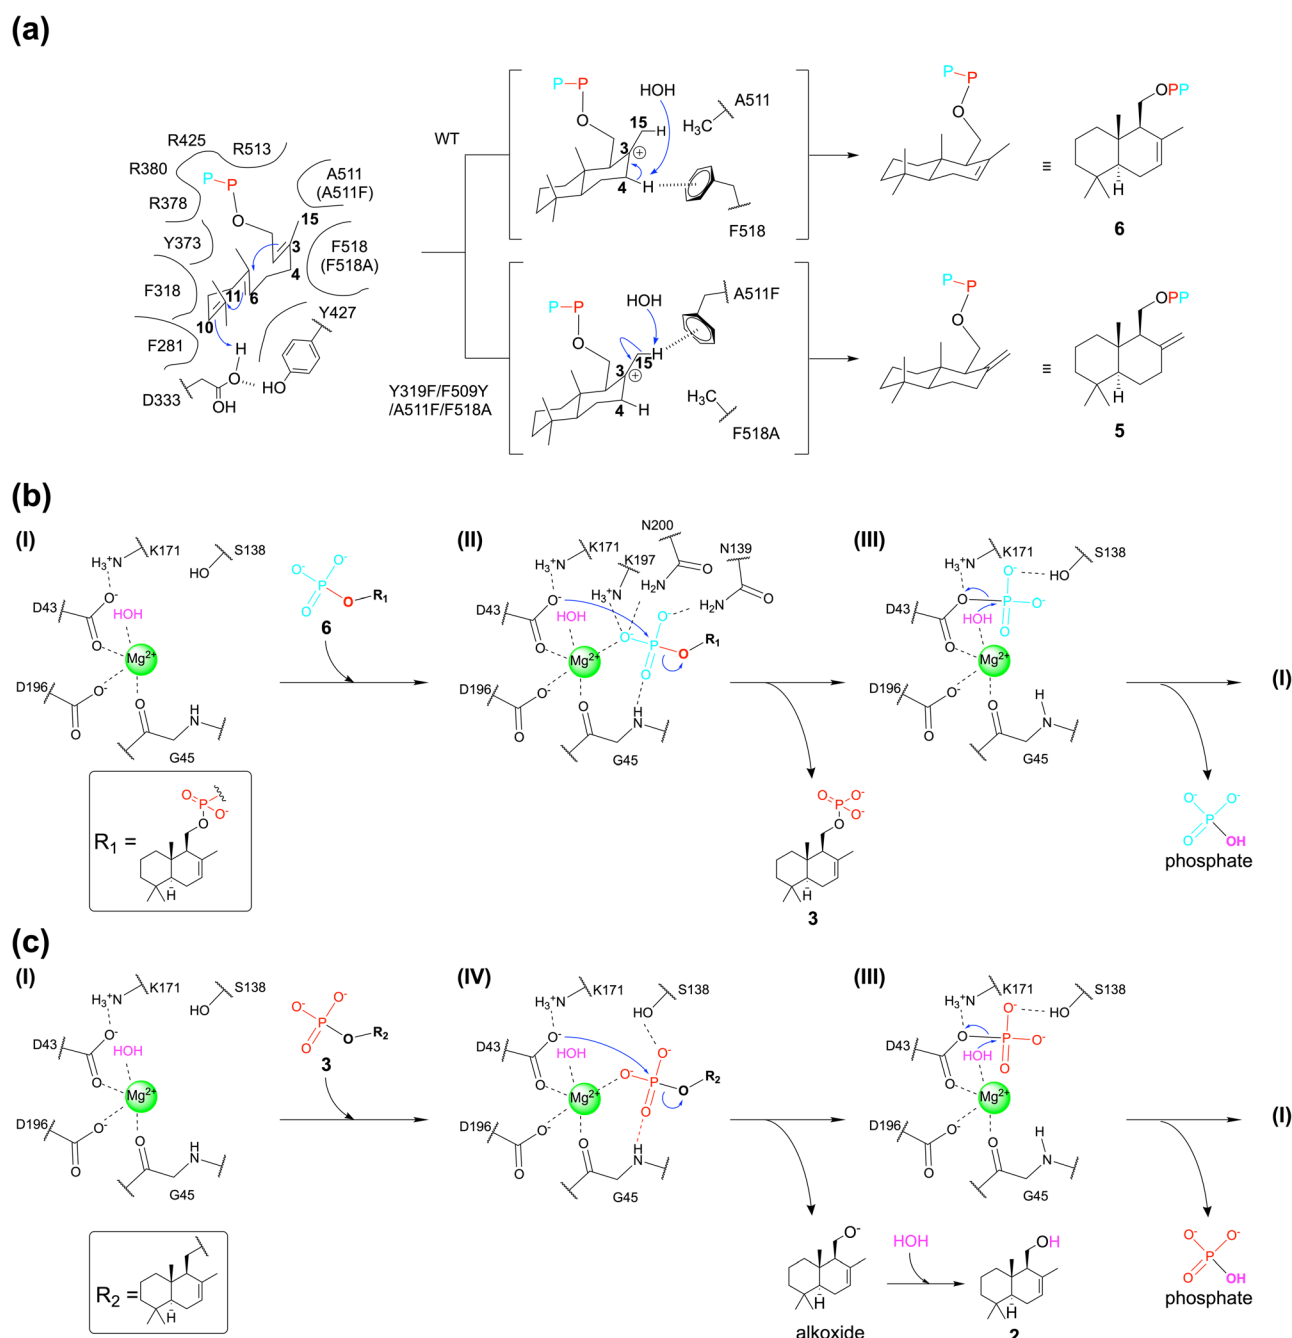 (a)
R425
R513
R380
P-P
A511
(A511F)
R378
O
15
Y373
3
F518
(F518A)
4
F318
11
6
Y427
10
H
F281
O
HO
D333
OH
WT
Y319F/F509Y
/A511F/F518A
P-P
HOH
A511
O
15
H
H3C
3
4
H
F518
P-P
HOH
A511F
O
H
15
3
H3C
4
H
F518A
P-P
O
≡
OPP
H
6
P-P
O
≡
OPP
H
5
(b)
(I)
K171
S138
H3+N
HO
O-
HOH
D43
O
Mg2+
D196
O-
O
O
H
N
G45
O-
O-
P
O
O
R1
6
R1 =
O
P
O-
O
H
(II)
N200
K171
K197
N139
H3+N
H3+N
H2N
O
H2N
O
O-
HOH
D43
O
O-
O-
P
O
R1
Mg2+
O
D196
O-
O
O
H
N
G45
O
P
O-
O-
O
H
3
(III)
K171
S138
H3+N
O-
HO
O
P
O-
D43
HOH
O
O
Mg2+
D196
O-
O
O
H
N
G45
(I)
O-
O-
P
O
OH
phosphate
(c)
(I)
K171
S138
H3+N
HO
O-
HOH
D43
O
Mg2+
D196
O-
O
O
H
N
G45
O-
O-
P
O
O
R2
3
R2 =
H
(IV)
K171
S138
H3+N
HO
O-
HOH
D43
O
O-
O-
P
O
R2
Mg2+
O
D196
O-
O
O
H
N
G45
O-
H
alkoxide
HOH
OH
H
2
(III)
K171
S138
H3+N
O-
HO
O
P
O-
D43
HOH
O
O
Mg2+
D196
O-
O
O
H
N
G45
(I)
O-
O-
P
O
OH
phosphate